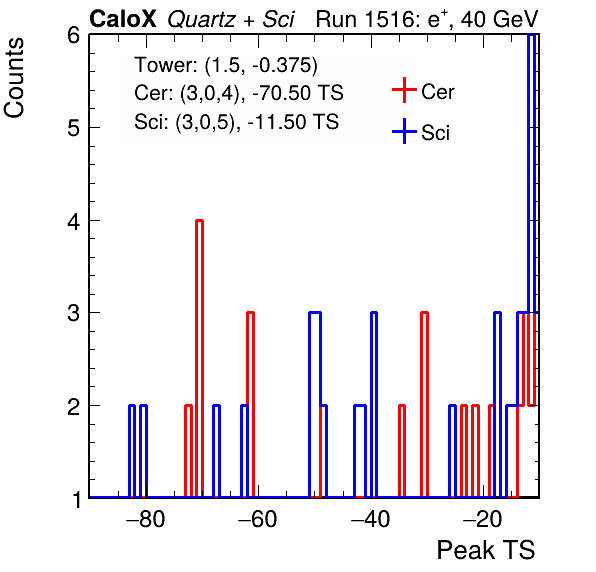 CaloX Quartz + Sci Run 1516: e⁺, 40 GeV
Counts
Tower: (1.5, -0.375)
Cer: (3,0,4), -70.50 TS
Sci: (3,0,5), -11.50 TS
Cer
Sci
6
5
4
3
2
1
−80 −60 −40 −20
Peak TS